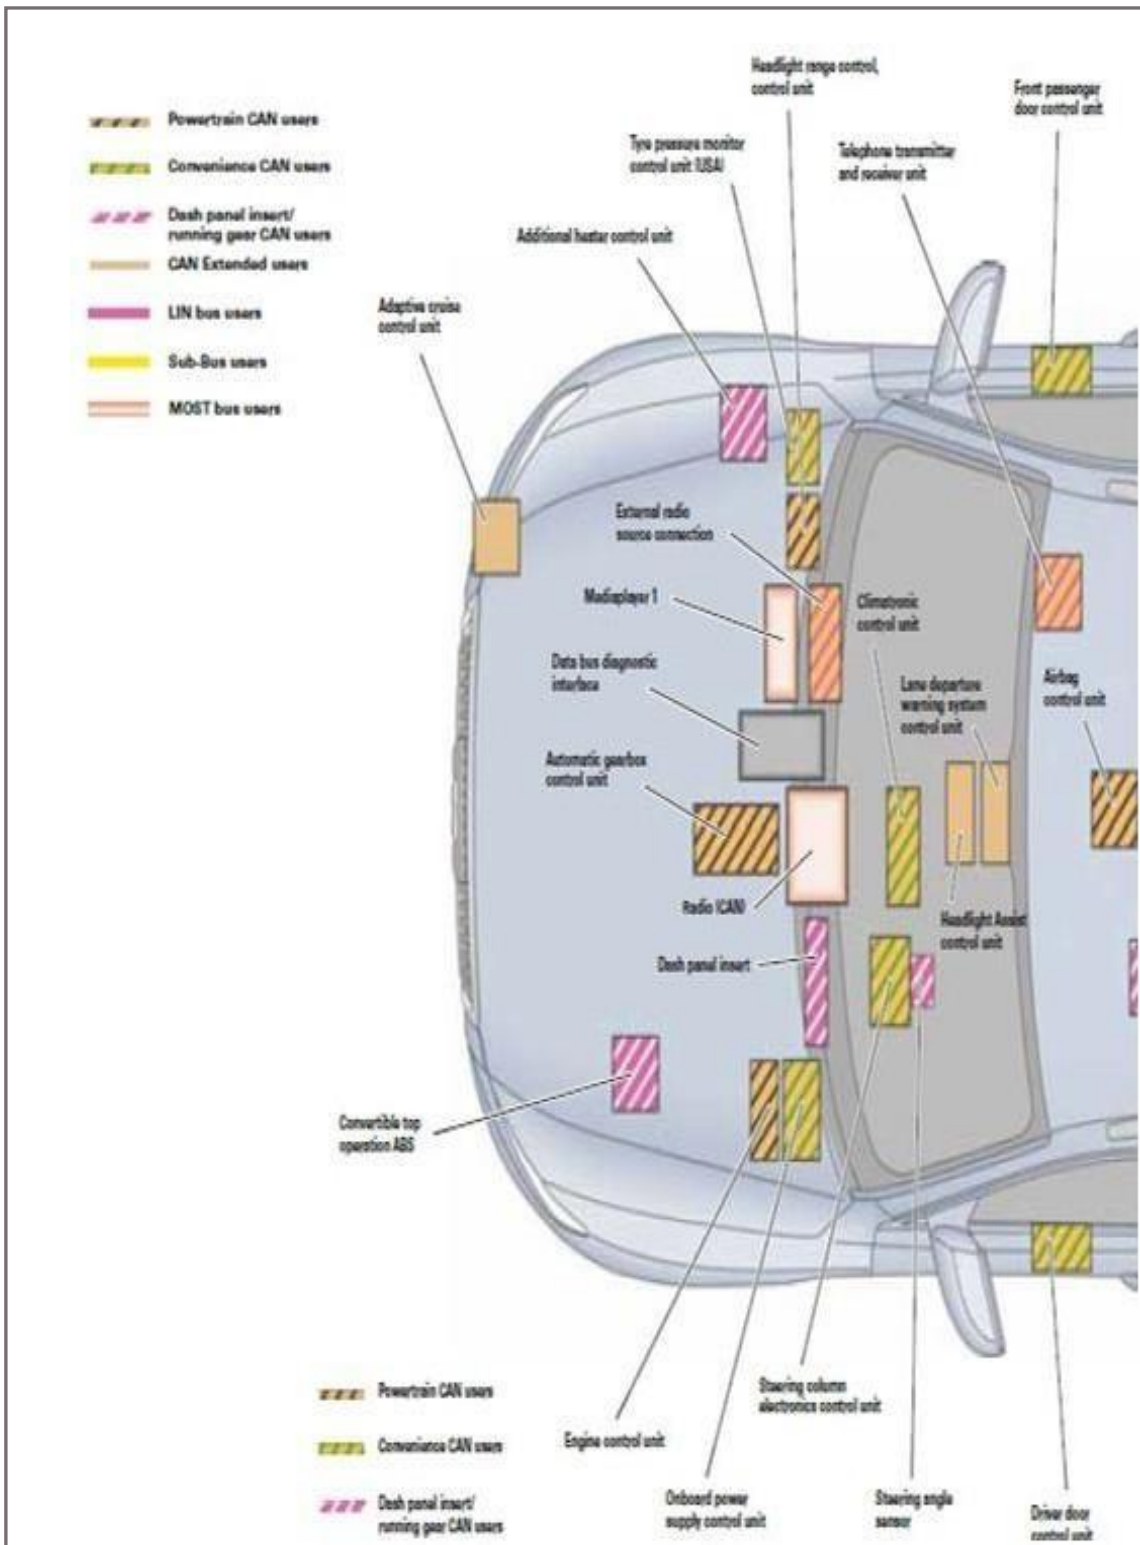 Powertrain CAN users
Convenience CAN users
Dash panel insert/
running gear CAN users
CAN Extended users
LIN bus users
Sub-Bus users
MOST bus users
Headlight range control,
control unit
Front passenger
door control unit
Tyre pressure monitor
control unit (USA)
Telephone transmitter
and receiver unit
Additional heater control unit
Adaptive cruise
control unit
External radio
source connection
Mediaplayer 1
Climatronic
control unit
Data bus diagnostic
interface
Lane departure
warning system
control unit
Airbag
control unit
Automatic gearbox
control unit
Radio (CAN)
Headlight Assist
control unit
Dash panel insert
Convertible top
operation ABS
Steering column
electronics control unit
Powertrain CAN users
Convenience CAN users
Dash panel insert/
running gear CAN users
Engine control unit
Onboard power
supply control unit
Steering angle
sensor
Driver door
control unit